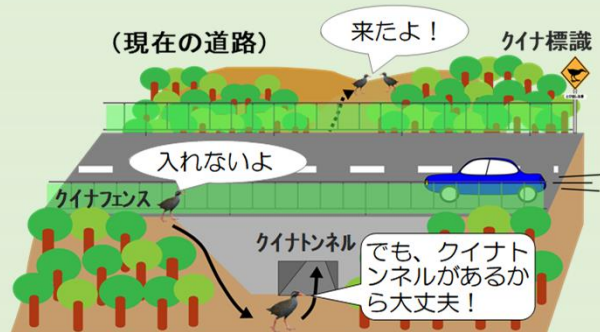 (現在の道路)
来たよ!
クイナ標識
入れないよ
クイナフェンス
クイナトンネル
でも、クイナト
ンネルがあるか
ら大丈夫!